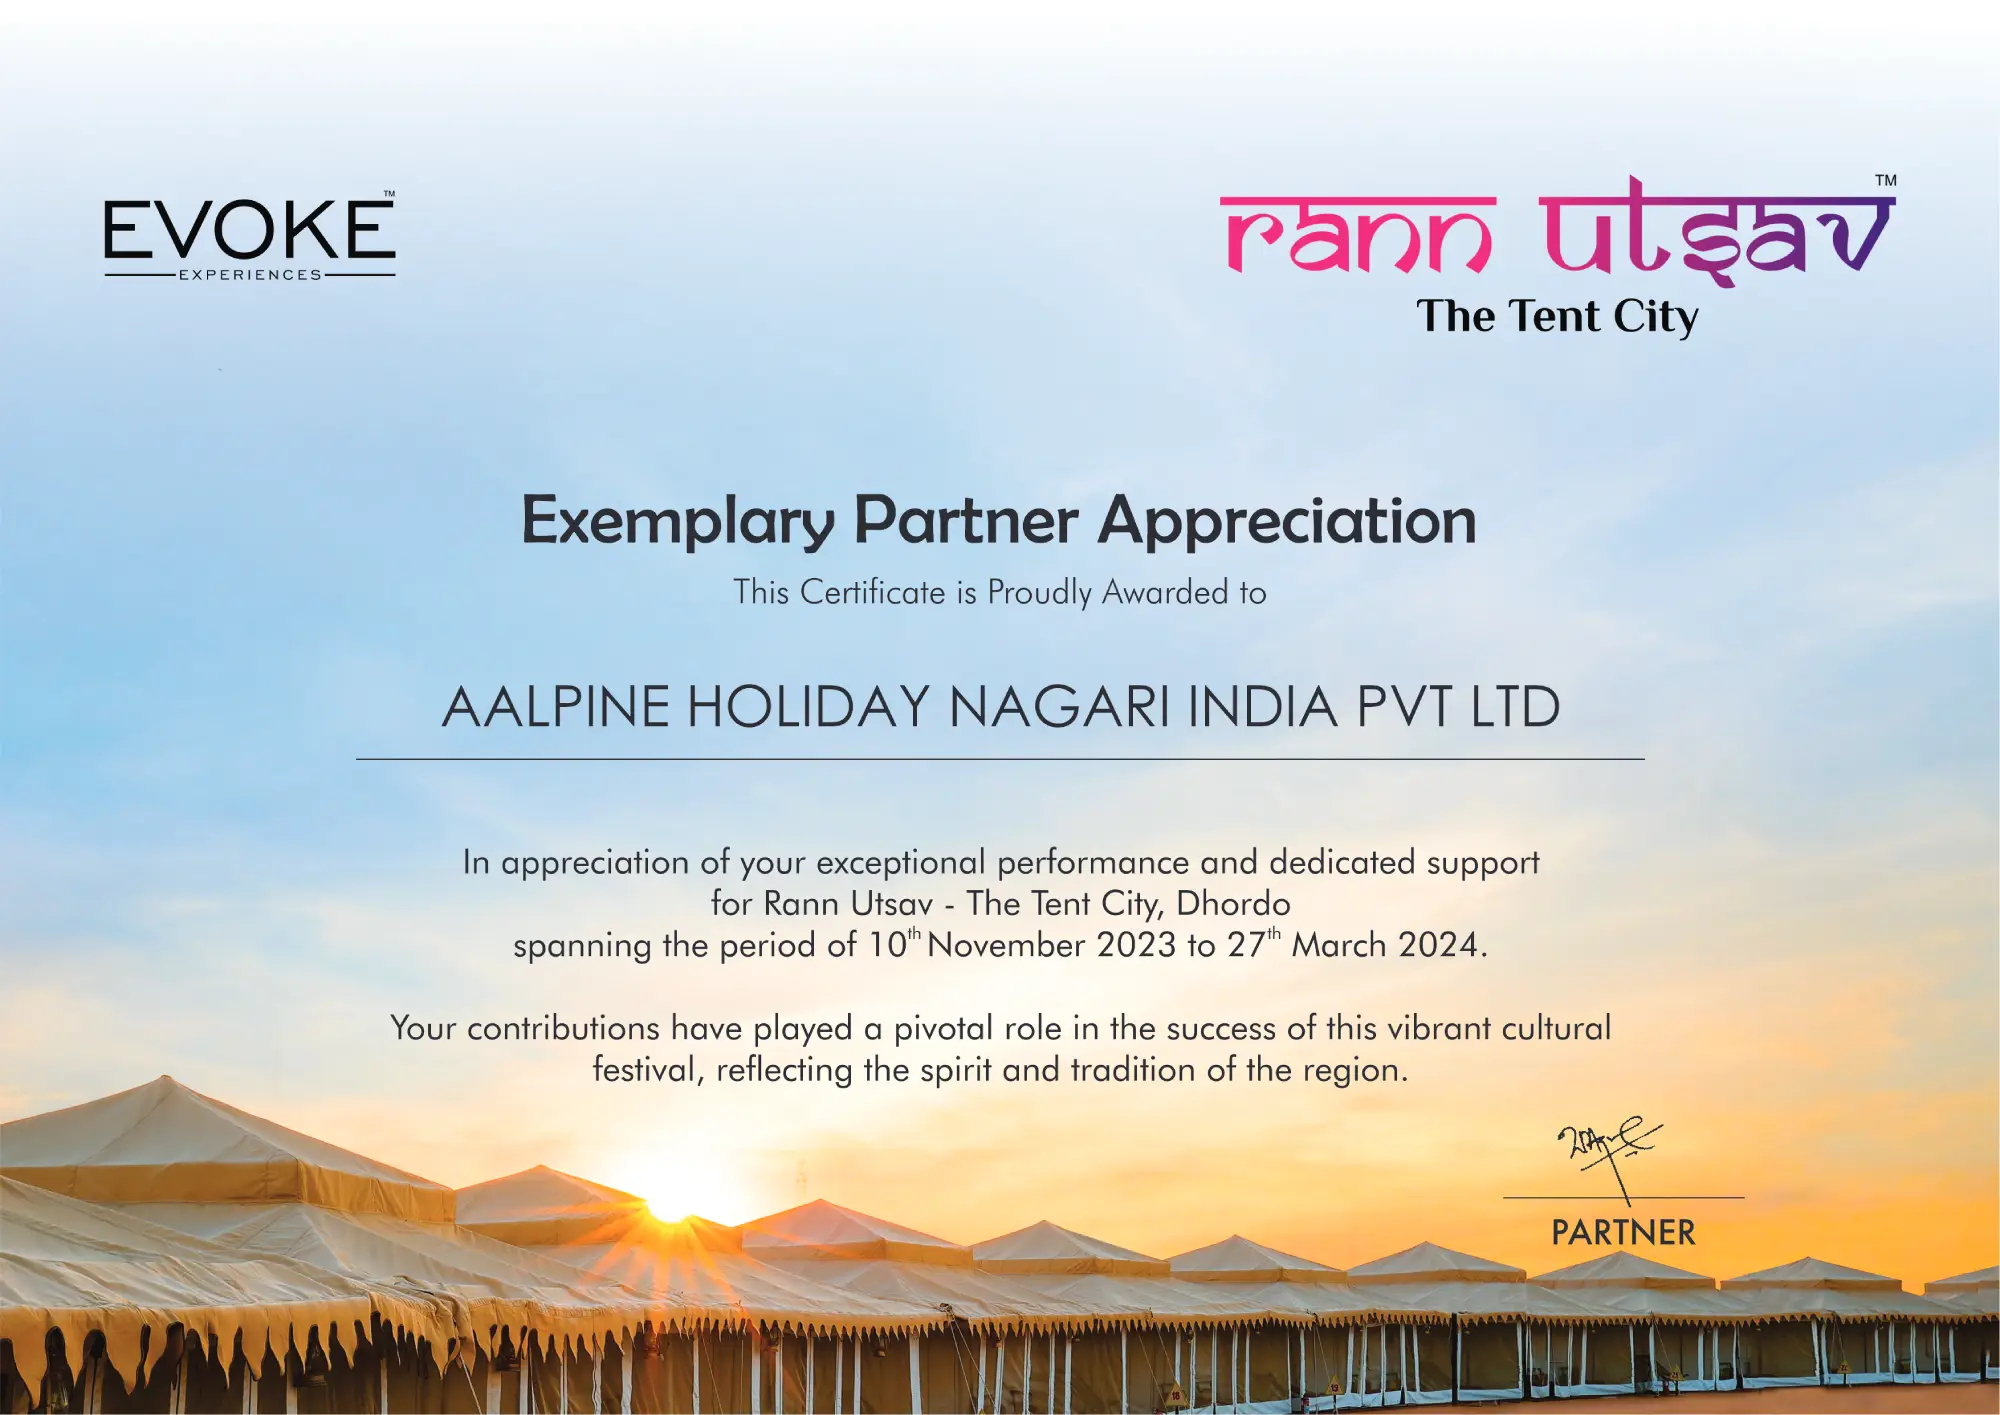 EVOKE™
EXPERIENCES
rann utsav™
The Tent City
Exemplary Partner Appreciation
This Certificate is Proudly Awarded to
AALPINE HOLIDAY NAGARI INDIA PVT LTD
In appreciation of your exceptional performance and dedicated support
for Rann Utsav - The Tent City, Dhordo
spanning the period of 10th November 2023 to 27th March 2024.
Your contributions have played a pivotal role in the success of this vibrant cultural
festival, reflecting the spirit and tradition of the region.
PARTNER
18
19